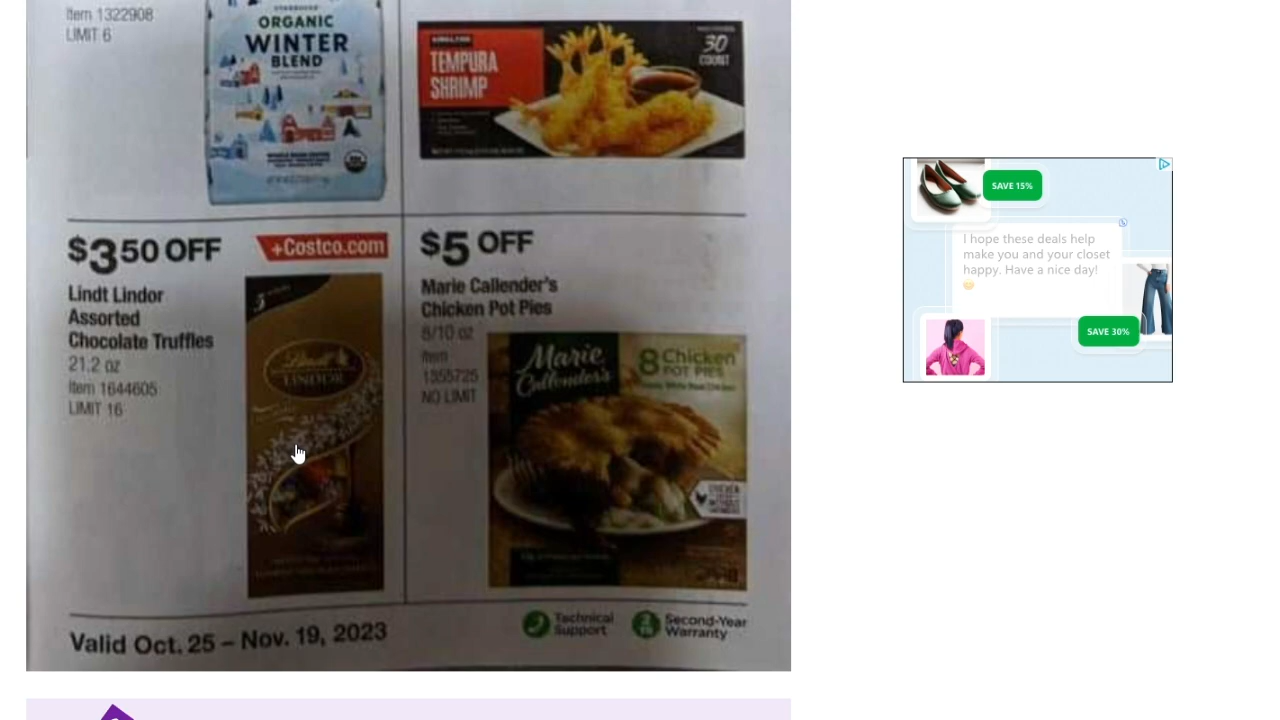 Item 1322908
LIMIT 6
ORGANIC
WINTER
BLEND
TEMPURA
SHRIMP
30
COUNT
$3 50 OFF
+Costco.com
Lindt Lindor
Assorted
Chocolate Truffles
21.2 oz
Item 1644605
LIMIT 16
Lindt
LINDOR
$5 OFF
Marie Callender's
Chicken Pot Pies
8/10 oz
Item
1355725
NO LIMIT
Marie
Callender's
8 Chicken
POT PIES
Valid Oct. 25 – Nov. 19, 2023
Technical
Support
Second-Year
Warranty
SAVE 15%
I hope these deals help
make you and your closet
happy. Have a nice day!
SAVE 30%